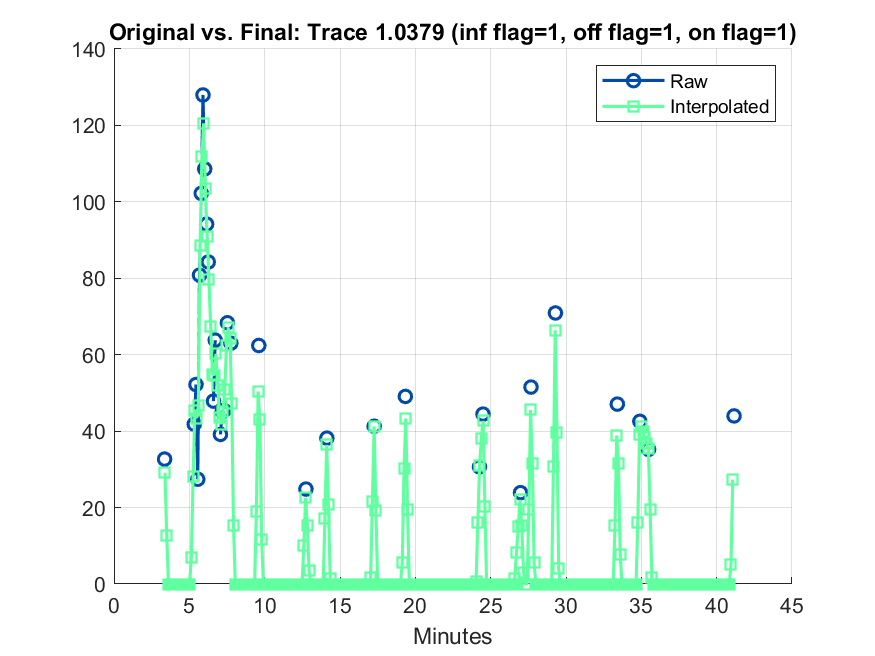 Original vs. Final: Trace 1.0379 (inf flag=1, off flag=1, on flag=1)
140
120
100
80
60
40
20
0
Raw
Interpolated
0 5 10 15 20 25 30 35 40 45
Minutes